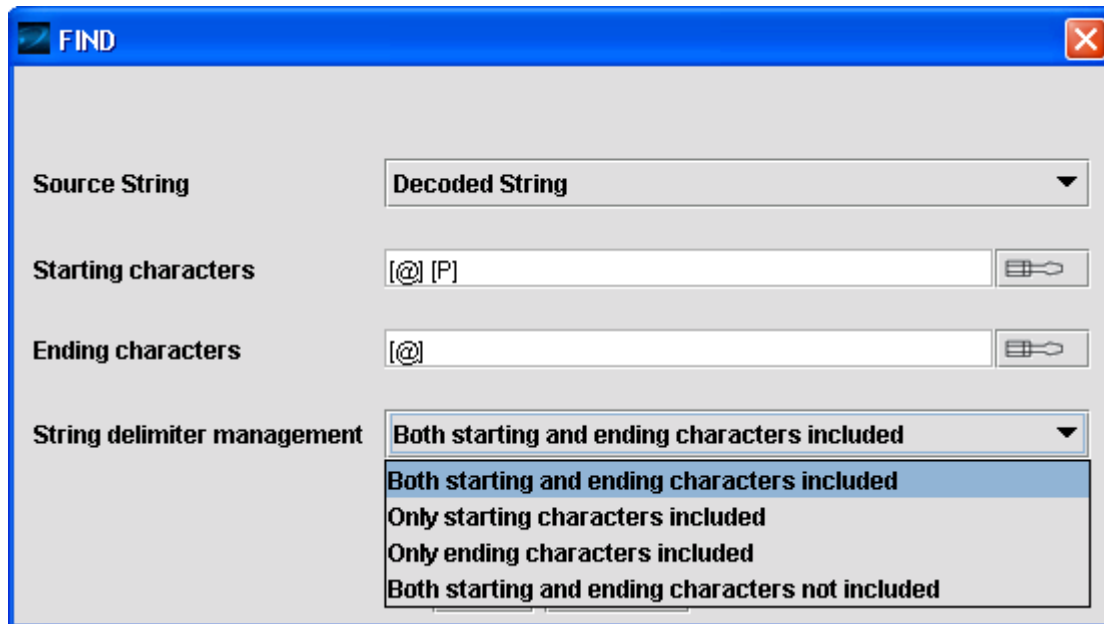 FIND
Source String Decoded String
Starting characters [@] [P]
Ending characters [@]
String delimiter management Both starting and ending characters included
Both starting and ending characters included
Only starting characters included
Only ending characters included
Both starting and ending characters not included